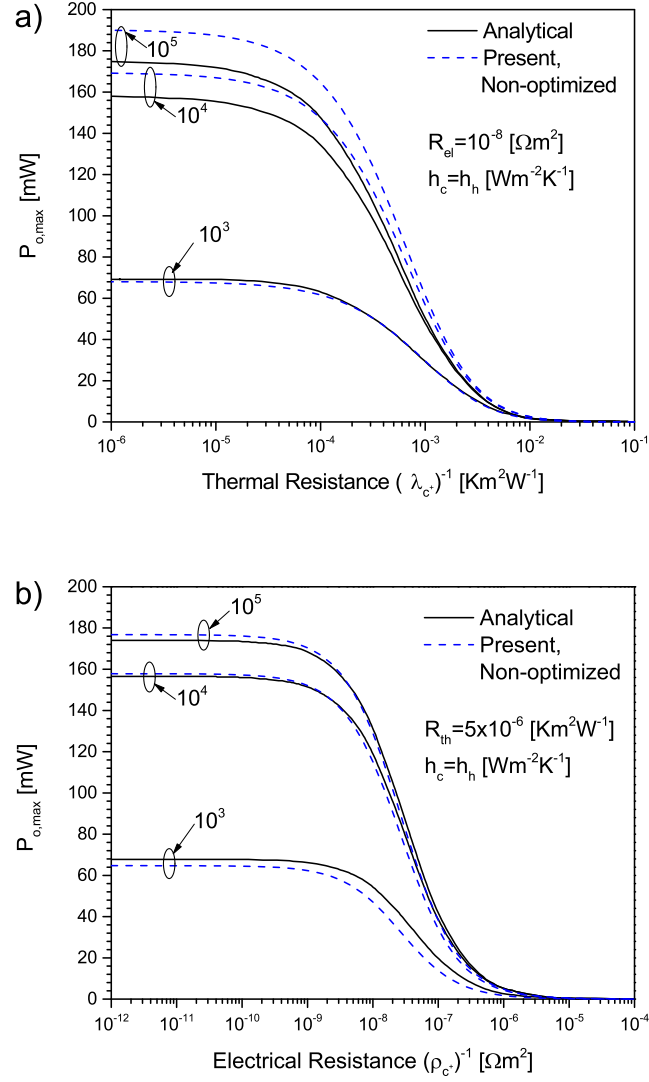 a)
200
180
160
140
120
100
80
60
40
20
0
P_o,max [mW]
10^5
10^4
10^3
Analytical
Present,
Non-optimized
R_el=10^-8 [Ωm^2]
h_c=h_h [Wm^-2K^-1]
10^-6 10^-5 10^-4 10^-3 10^-2 10^-1
Thermal Resistance ( λ_c+)^-1 [Km^2W^-1]
b)
200
180
160
140
120
100
80
60
40
20
0
P_o,max [mW]
10^5
10^4
10^3
Analytical
Present,
Non-optimized
R_th=5x10^-6 [Km^2W^-1]
h_c=h_h [Wm^-2K^-1]
10^-12 10^-11 10^-10 10^-9 10^-8 10^-7 10^-6 10^-5 10^-4
Electrical Resistance (ρ_c+)^-1 [Ωm^2]